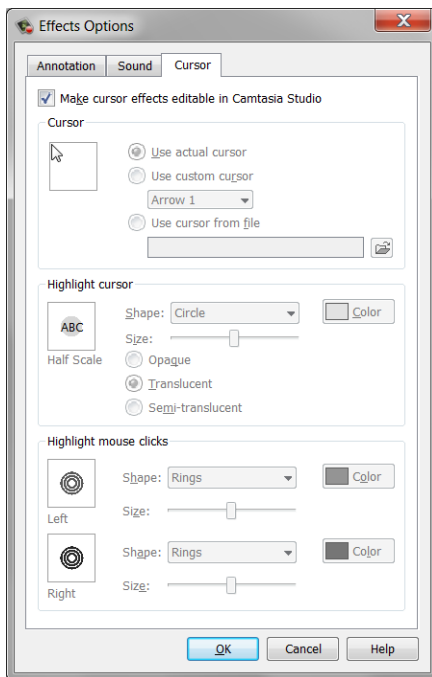 Effects Options
Annotation Sound Cursor
Make cursor effects editable in Camtasia Studio
Cursor
Use actual cursor
Use custom cursor
Arrow 1
Use cursor from file
Highlight cursor
ABC
Half Scale
Shape: Circle Color
Size:
Opaque
Translucent
Semi-translucent
Highlight mouse clicks
Left
Shape: Rings Color
Size:
Right
Shape: Rings Color
Size:
OK Cancel Help